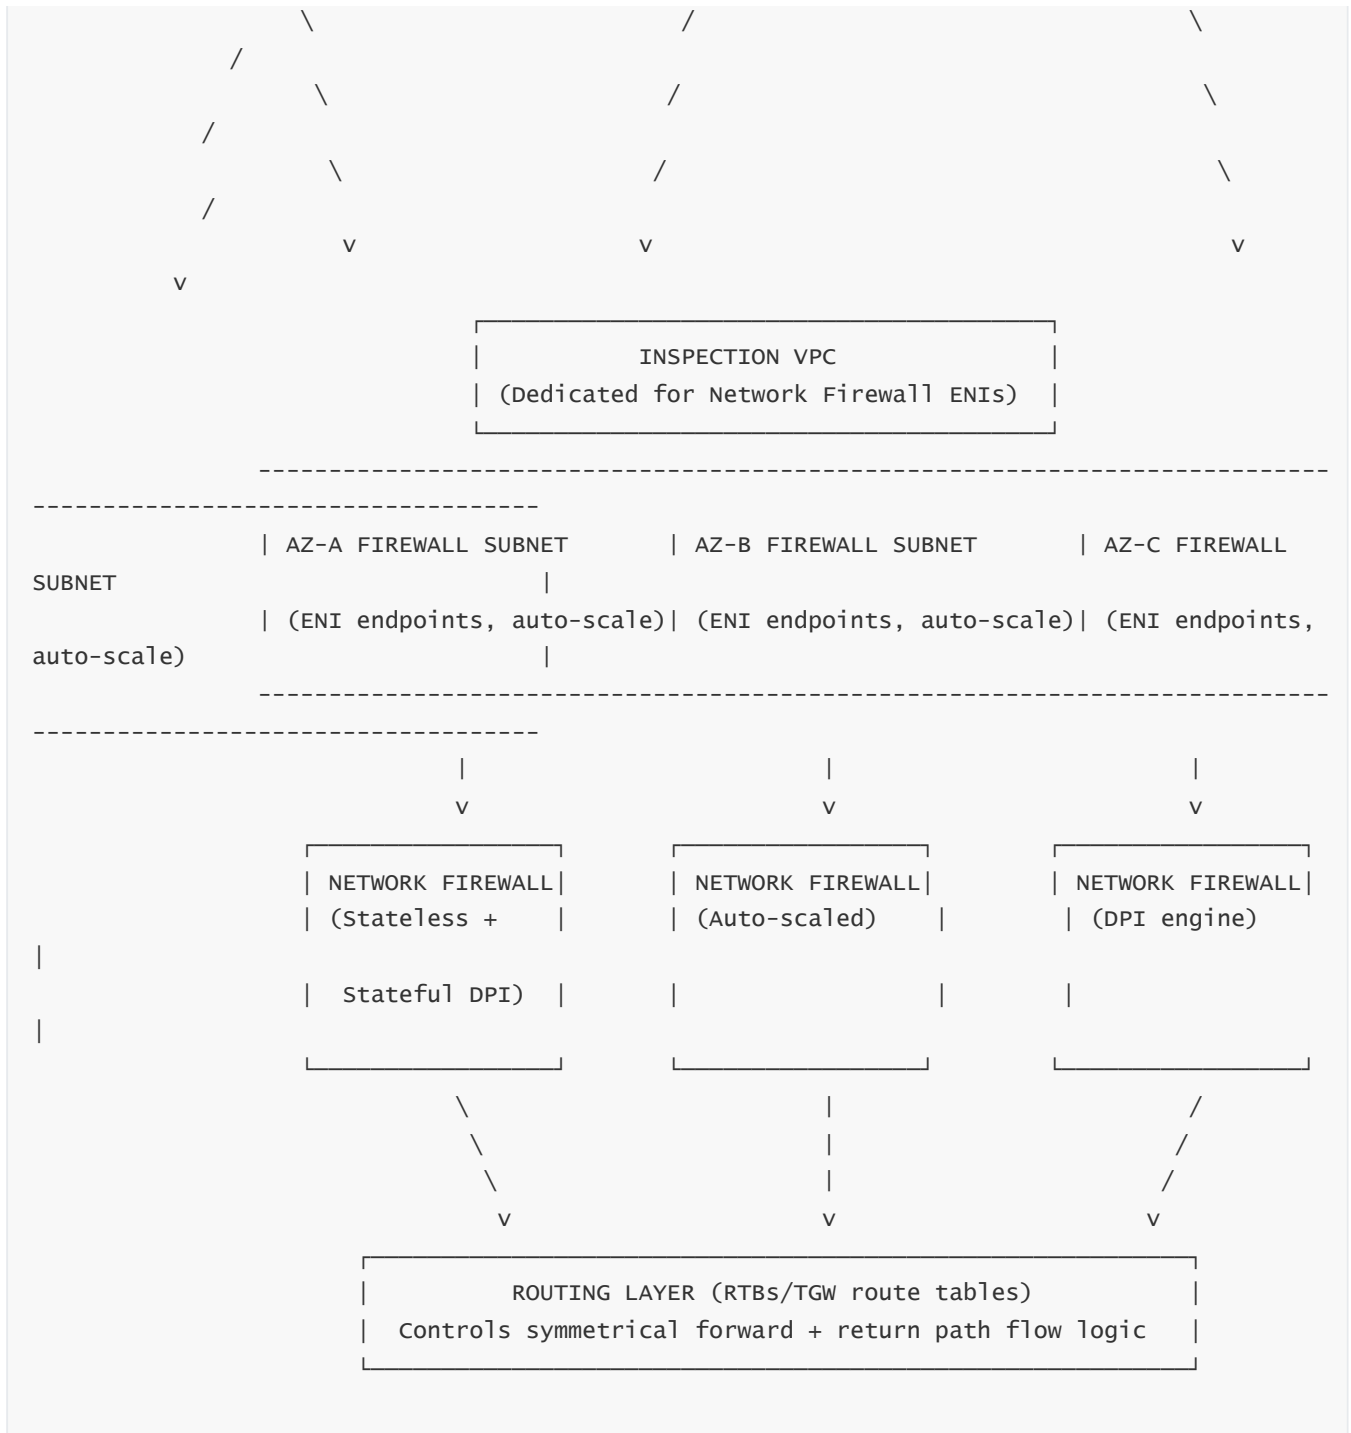 \ / \
/
\ / \
/
\ / \
/
v v v
v
| INSPECTION VPC |
| (Dedicated for Network Firewall ENIs) |
----------------------------------------------------------------------------
------------------------------------
| AZ-A FIREWALL SUBNET | AZ-B FIREWALL SUBNET | AZ-C FIREWALL
SUBNET |
| (ENI endpoints, auto-scale)| (ENI endpoints, auto-scale)| (ENI endpoints,
auto-scale) |
----------------------------------------------------------------------------
------------------------------------
| | |
v v v
| NETWORK FIREWALL| | NETWORK FIREWALL| | NETWORK FIREWALL|
| (Stateless + | | (Auto-scaled) | | (DPI engine)
|
| Stateful DPI) | | | |
|
\ | /
\ | /
\ | /
v v v
| ROUTING LAYER (RTBs/TGW route tables) |
| Controls symmetrical forward + return path flow logic |